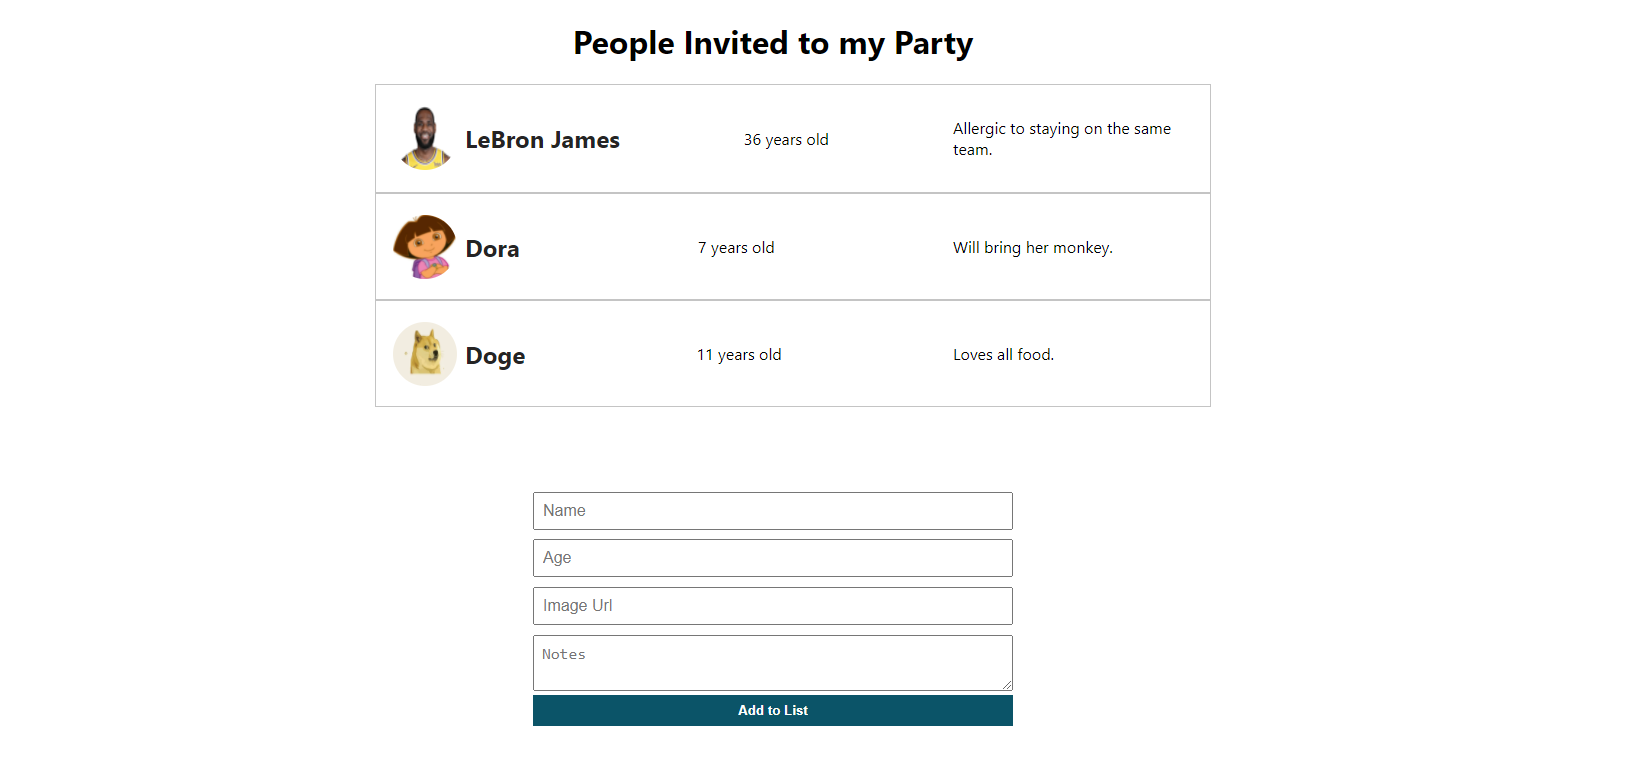 People Invited to my Party
LeBron James
36 years old
Allergic to staying on the same
team.
Dora
7 years old
Will bring her monkey.
Doge
11 years old
Loves all food.
Name
Age
Image Url
Notes
Add to List